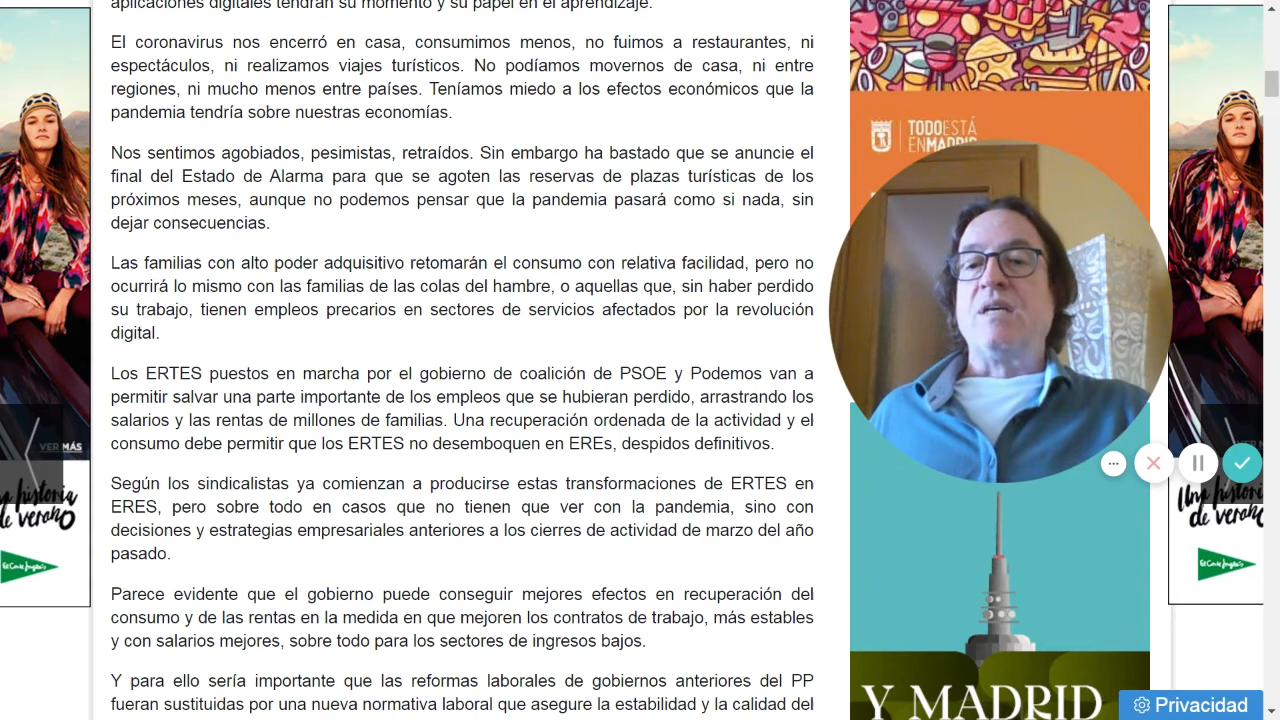 aplicaciones digitales tendrán su momento y su papel en el aprendizaje.
El coronavirus nos encerró en casa, consumimos menos, no fuimos a restaurantes, ni
espectáculos, ni realizamos viajes turísticos. No podíamos movernos de casa, ni entre
regiones, ni mucho menos entre países. Teníamos miedo a los efectos económicos que la
pandemia tendría sobre nuestras economías.
Nos sentimos agobiados, pesimistas, retraídos. Sin embargo ha bastado que se anuncie el
final del Estado de Alarma para que se agoten las reservas de plazas turísticas de los
próximos meses, aunque no podemos pensar que la pandemia pasará como si nada, sin
dejar consecuencias.
Las familias con alto poder adquisitivo retomarán el consumo con relativa facilidad, pero no
ocurrirá lo mismo con las familias de las colas del hambre, o aquellas que, sin haber perdido
su trabajo, tienen empleos precarios en sectores de servicios afectados por la revolución
digital.
Los ERTES puestos en marcha por el gobierno de coalición de PSOE y Podemos van a
permitir salvar una parte importante de los empleos que se hubieran perdido, arrastrando los
salarios y las rentas de millones de familias. Una recuperación ordenada de la actividad y el
consumo debe permitir que los ERTES no desemboquen en EREs, despidos definitivos.
Según los sindicalistas ya comienzan a producirse estas transformaciones de ERTES en
ERES, pero sobre todo en casos que no tienen que ver con la pandemia, sino con
decisiones y estrategias empresariales anteriores a los cierres de actividad de marzo del año
pasado.
Parece evidente que el gobierno puede conseguir mejores efectos en recuperación del
consumo y de las rentas en la medida en que mejoren los contratos de trabajo, más estables
y con salarios mejores, sobre todo para los sectores de ingresos bajos.
Y para ello sería importante que las reformas laborales de gobiernos anteriores del PP
fueran sustituidas por una nueva normativa laboral que asegure la estabilidad y la calidad del
TODOESTÁ
ENMADRID
Y MADRID
Privacidad
VER MÁS
historia
de verano
El Corte Inglés
VER
Una historia
de verano
El Corte Inglés